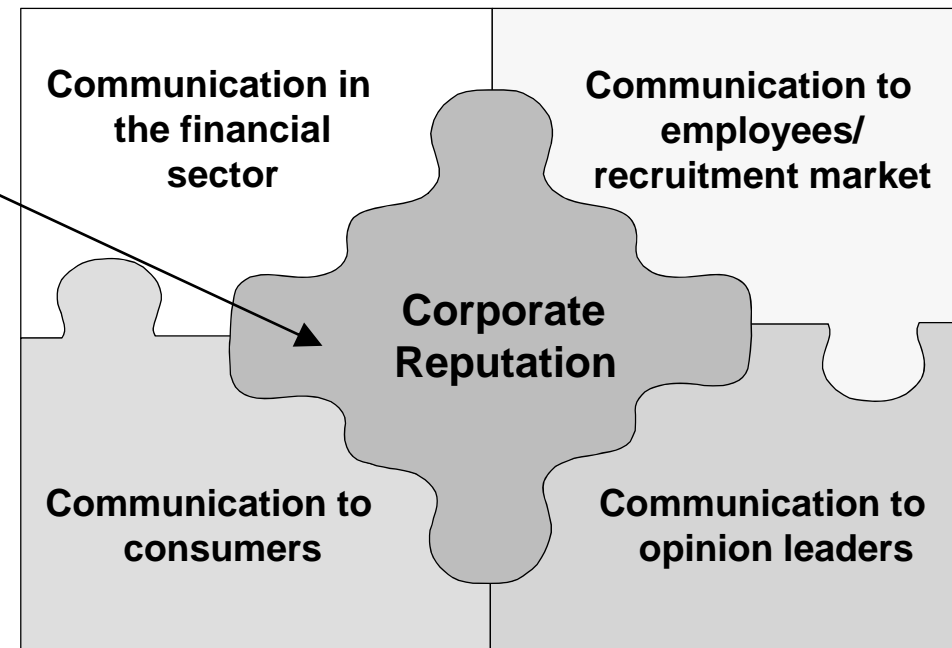 Communication in
the financial
sector
Communication to
employees/
recruitment market
Corporate
Reputation
Communication to
consumers
Communication to
opinion leaders